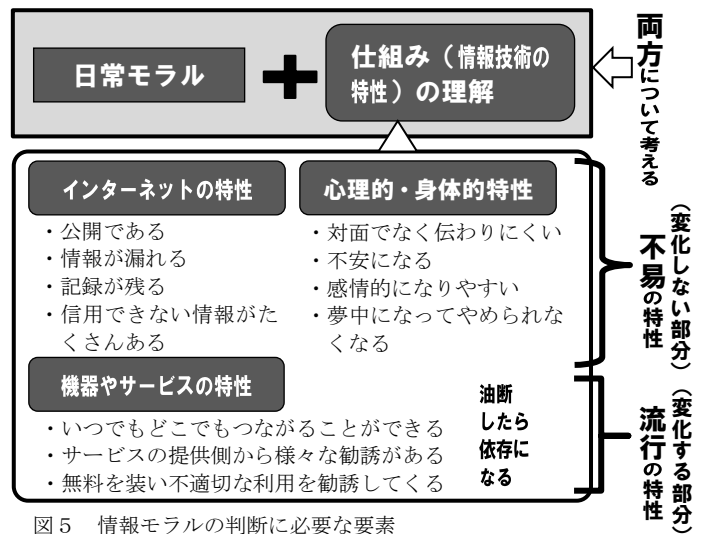 日常モラル
＋
仕組み（情報技術の
特性）の理解
両方について考える
インターネットの特性
・公開である
・情報が漏れる
・記録が残る
・信用できない情報がた
くさんある
心理的・身体的特性
・対面でなく伝わりにくい
・不安になる
・感情的になりやすい
・夢中になってやめられな
くなる
不易の特性
（変化しない部分）
機器やサービスの特性
・いつでもどこでもつながることができる
・サービスの提供側から様々な勧誘がある
・無料を装い不適切な利用を勧誘してくる
油断
したら
依存に
なる
流行の特性
（変化する部分）
図５　情報モラルの判断に必要な要素